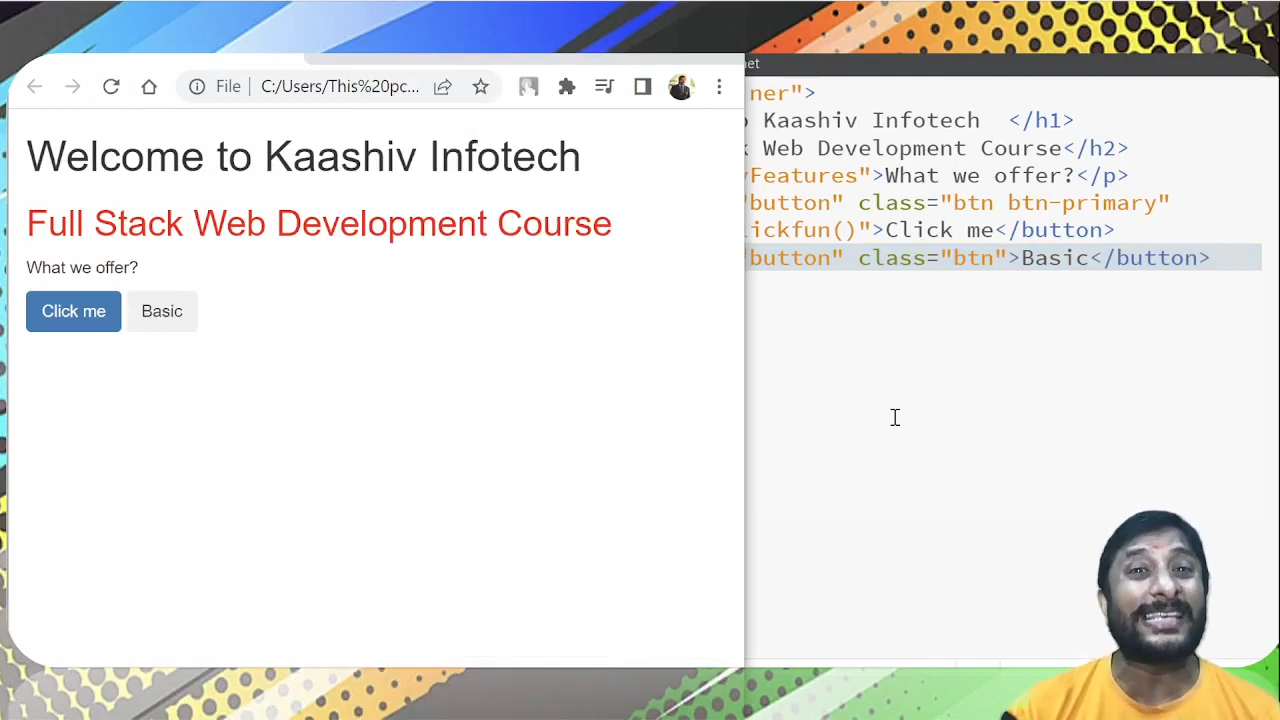 File C:/Users/This%20pc...
Welcome to Kaashiv Infotech
Full Stack Web Development Course
What we offer?
Click me Basic
ner">
Kaashiv Infotech </h1>
Web Development Course</h2>
Features">What we offer?</p>
button" class="btn btn-primary"
ickfun()">Click me</button>
button" class="btn">Basic</button>